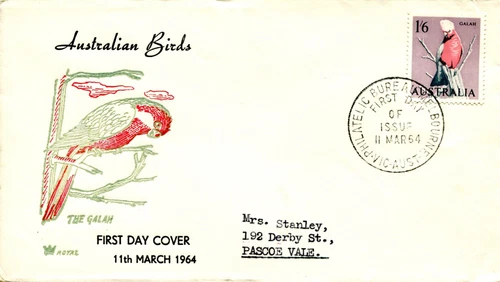 Australian Birds
1/6
GALAH
AUSTRALIA
PHILATELIC BUREAU MELBOURNE
FIRST DAY
OF
ISSUE
11 MAR 64
VIC-AUST
THE GALAH
ROYAL
FIRST DAY COVER
11th MARCH 1964
Mrs. Stanley,
192 Derby St.,
PASCOE VALE.